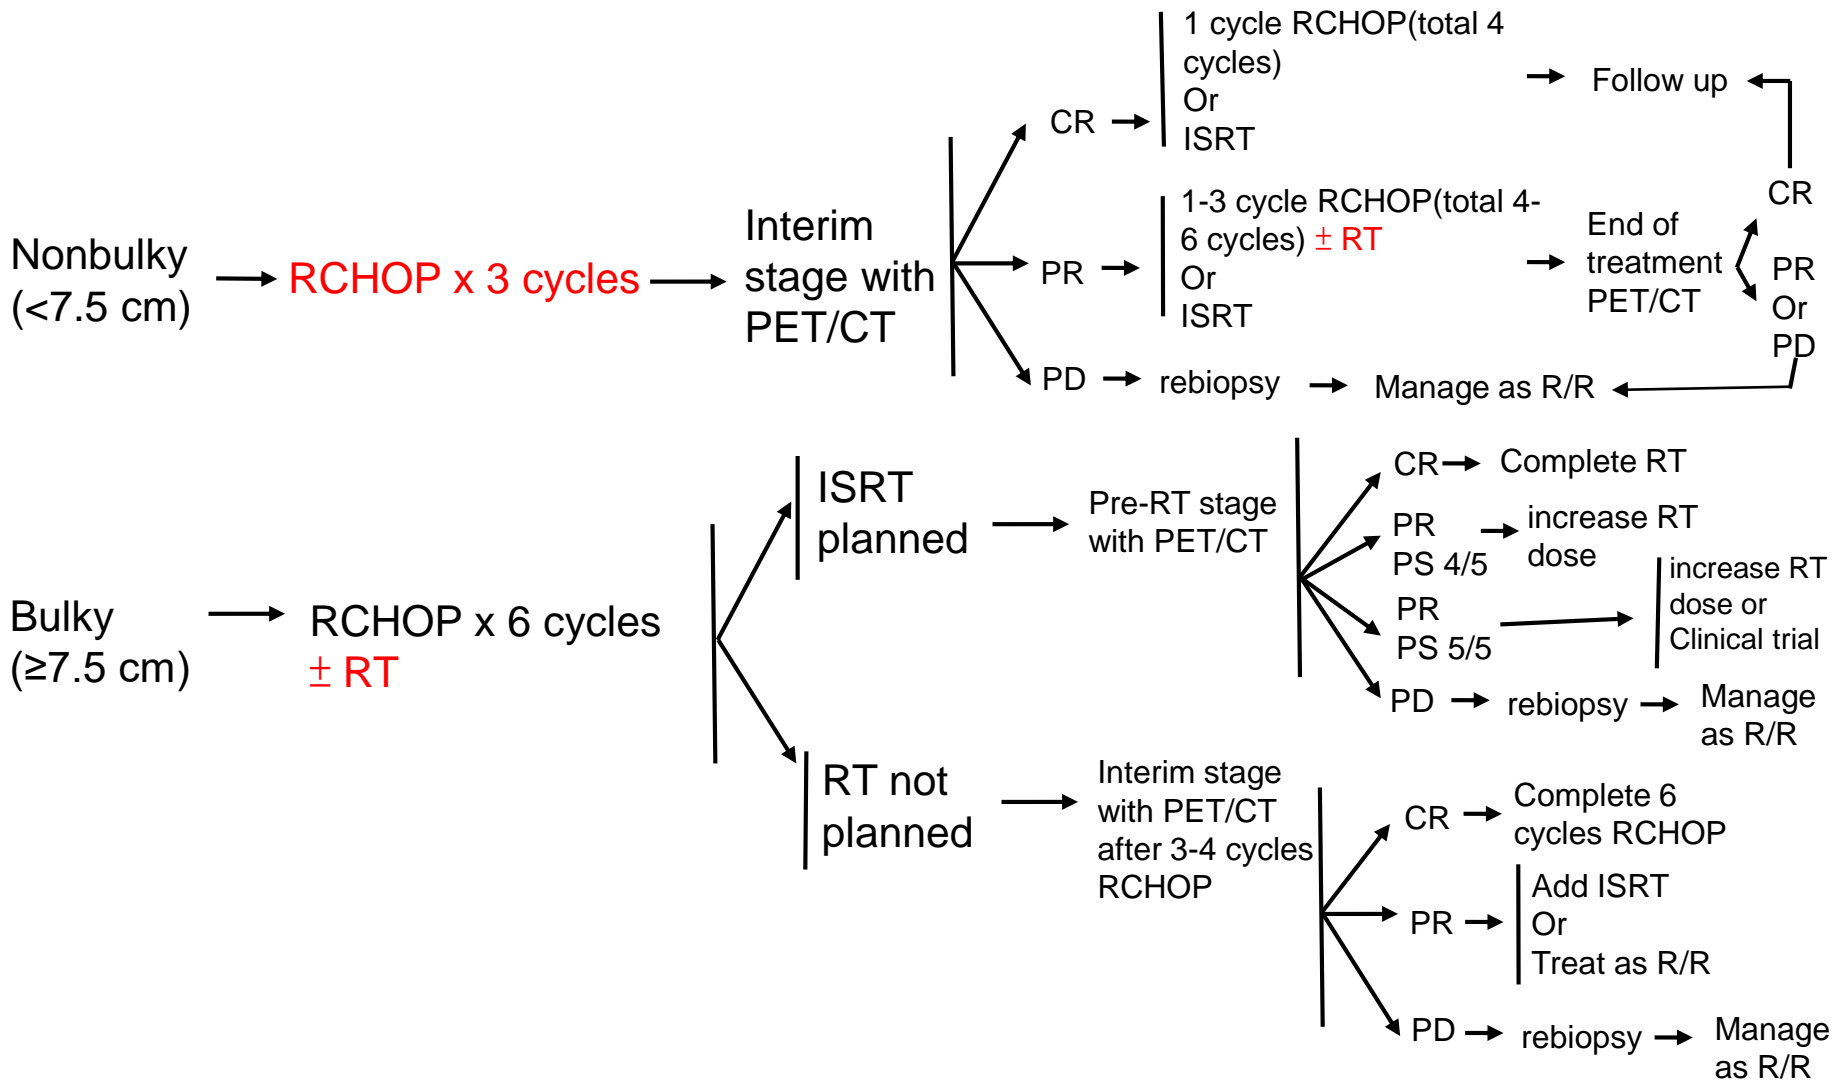 Nonbulky
(<7.5 cm)
RCHOP x 3 cycles
Interim
stage with
PET/CT
CR
1 cycle RCHOP(total 4
cycles)
Or
ISRT
Follow up
PR
1-3 cycle RCHOP(total 4-
6 cycles) ± RT
Or
ISRT
End of
treatment
PET/CT
CR
PR
Or
PD
PD
rebiopsy
Manage as R/R
Bulky
(≥7.5 cm)
RCHOP x 6 cycles
± RT
ISRT
planned
Pre-RT stage
with PET/CT
CR
Complete RT
PR
PS 4/5
increase RT
dose
PR
PS 5/5
increase RT
dose or
Clinical trial
PD
rebiopsy
Manage
as R/R
RT not
planned
Interim stage
with PET/CT
after 3-4 cycles
RCHOP
CR
Complete 6
cycles RCHOP
PR
Add ISRT
Or
Treat as R/R
PD
rebiopsy
Manage
as R/R